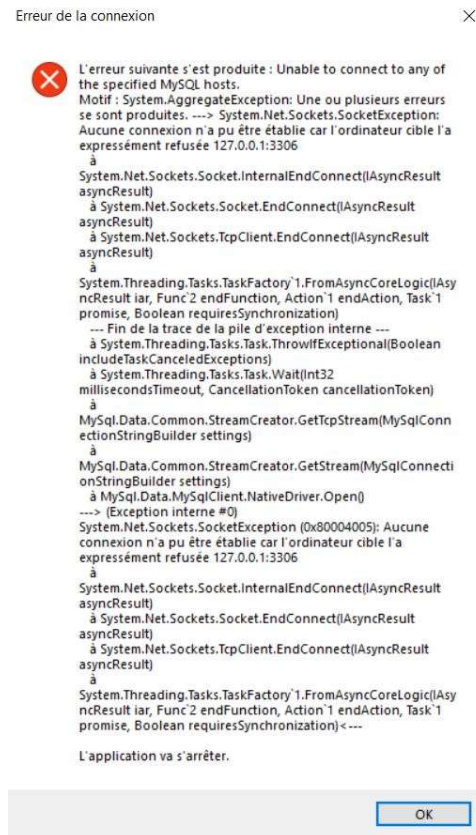 Erreur de la connexion
L'erreur suivante s'est produite : Unable to connect to any of
the specified MySQL hosts.
Motif : System.AggregateException: Une ou plusieurs erreurs
se sont produites. ---> System.Net.Sockets.SocketException:
Aucune connexion n'a pu être établie car l'ordinateur cible l'a
expressément refusée 127.0.0.1:3306
à
System.Net.Sockets.Socket.InternalEndConnect(IAsyncResult
asyncResult)
à System.Net.Sockets.Socket.EndConnect(IAsyncResult
asyncResult)
à System.Net.Sockets.TcpClient.EndConnect(IAsyncResult
asyncResult)
à
System.Threading.Tasks.TaskFactory`1.FromAsyncCoreLogic(IAsy
ncResult iar, Func`2 endFunction, Action`1 endAction, Task`1
promise, Boolean requiresSynchronization)
--- Fin de la trace de la pile d'exception interne ---
à System.Threading.Tasks.Task.ThrowIfExceptional(Boolean
includeTaskCanceledExceptions)
à System.Threading.Tasks.Task.Wait(Int32
millisecondsTimeout, CancellationToken cancellationToken)
à
MySql.Data.Common.StreamCreator.GetTcpStream(MySqlConn
ectionStringBuilder settings)
à
MySql.Data.Common.StreamCreator.GetStream(MySqlConnecti
onStringBuilder settings)
à MySql.Data.MySqlClient.NativeDriver.Open()
---> (Exception interne #0)
System.Net.Sockets.SocketException (0x80004005): Aucune
connexion n'a pu être établie car l'ordinateur cible l'a
expressément refusée 127.0.0.1:3306
à
System.Net.Sockets.Socket.InternalEndConnect(IAsyncResult
asyncResult)
à System.Net.Sockets.Socket.EndConnect(IAsyncResult
asyncResult)
à System.Net.Sockets.TcpClient.EndConnect(IAsyncResult
asyncResult)
à
System.Threading.Tasks.TaskFactory`1.FromAsyncCoreLogic(IAsy
ncResult iar, Func`2 endFunction, Action`1 endAction, Task`1
promise, Boolean requiresSynchronization)<---
L'application va s'arrêter.
OK